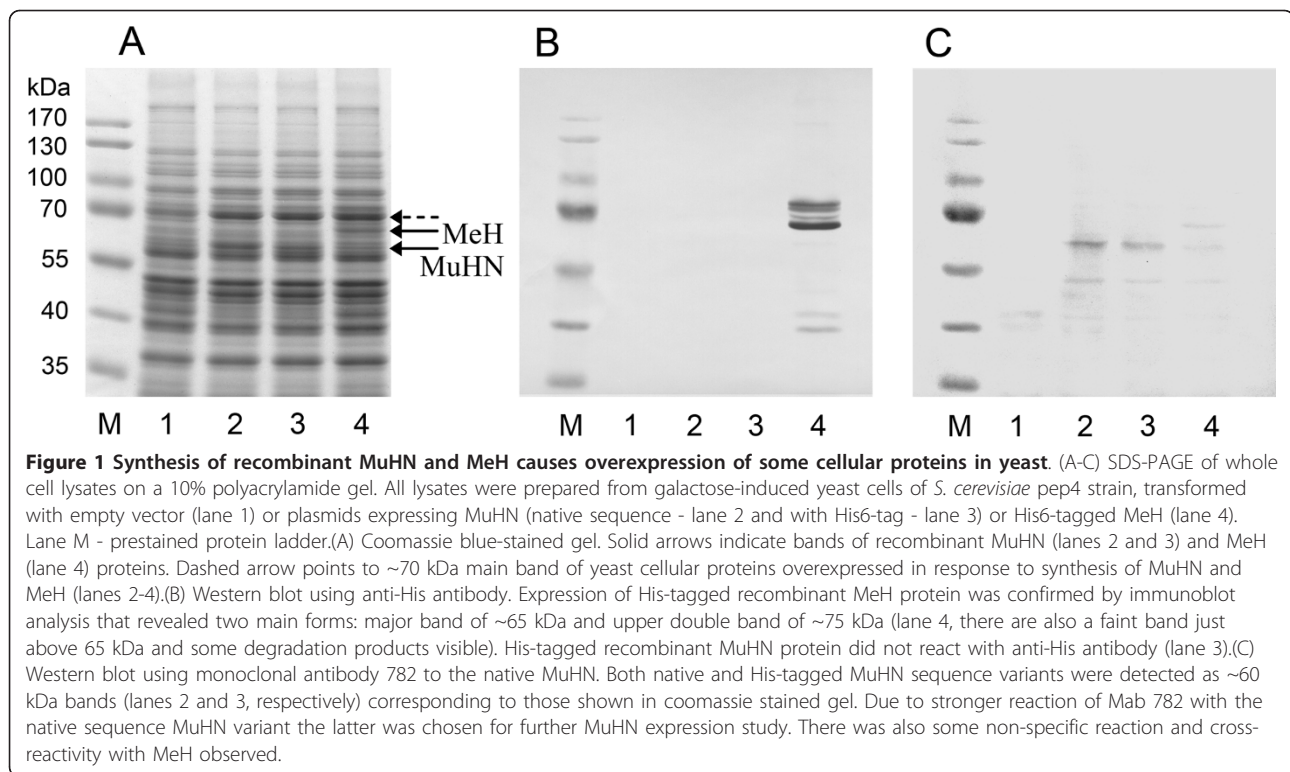 A
B
C
kDa
170
130
100
70
55
40
35
MeH
MuHN
M 1 2 3 4
M 1 2 3 4
M 1 2 3 4
Figure 1 Synthesis of recombinant MuHN and MeH causes overexpression of some cellular proteins in yeast. (A-C) SDS-PAGE of whole
cell lysates on a 10% polyacrylamide gel. All lysates were prepared from galactose-induced yeast cells of S. cerevisiae pep4 strain, transformed
with empty vector (lane 1) or plasmids expressing MuHN (native sequence - lane 2 and with His6-tag - lane 3) or His6-tagged MeH (lane 4).
Lane M - prestained protein ladder.(A) Coomassie blue-stained gel. Solid arrows indicate bands of recombinant MuHN (lanes 2 and 3) and MeH
(lane 4) proteins. Dashed arrow points to ~70 kDa main band of yeast cellular proteins overexpressed in response to synthesis of MuHN and
MeH (lanes 2-4).(B) Western blot using anti-His antibody. Expression of His-tagged recombinant MeH protein was confirmed by immunoblot
analysis that revealed two main forms: major band of ~65 kDa and upper double band of ~75 kDa (lane 4, there are also a faint band just
above 65 kDa and some degradation products visible). His-tagged recombinant MuHN protein did not react with anti-His antibody (lane 3).(C)
Western blot using monoclonal antibody 782 to the native MuHN. Both native and His-tagged MuHN sequence variants were detected as ~60
kDa bands (lanes 2 and 3, respectively) corresponding to those shown in coomassie stained gel. Due to stronger reaction of Mab 782 with the
native sequence MuHN variant the latter was chosen for further MuHN expression study. There was also some non-specific reaction and cross-
reactivity with MeH observed.